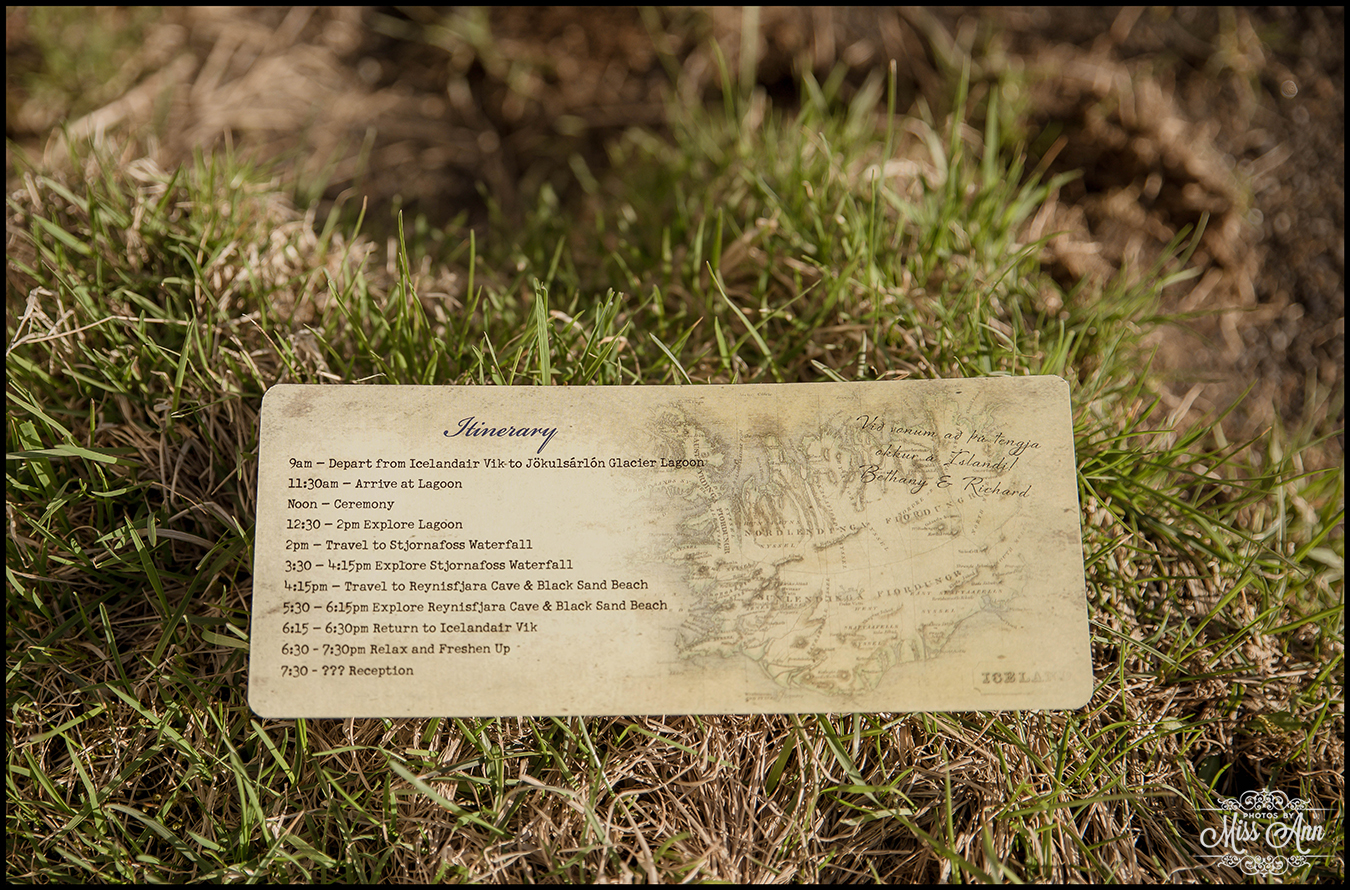 Itinerary
9am – Depart from Icelandair Vik to Jökulsárlón Glacier Lagoon
11:30am – Arrive at Lagoon
Noon – Ceremony
12:30 – 2pm Explore Lagoon
2pm – Travel to Stjornafoss Waterfall
3:30 – 4:15pm Explore Stjornafoss Waterfall
4:15pm – Travel to Reynisfjara Cave & Black Sand Beach
5:30 – 6:15pm Explore Reynisfjara Cave & Black Sand Beach
6:15 – 6:30pm Return to Icelandair Vik
6:30 - 7:30pm Relax and Freshen Up
7:30 - ??? Reception
Við vonum að þú tengja
okkur á Íslandi!
Bethany & Richard
NORDLENDINGA FIORDUNGR
FIORDUNGR
ICELAN
PHOTOS BY
Miss Ann